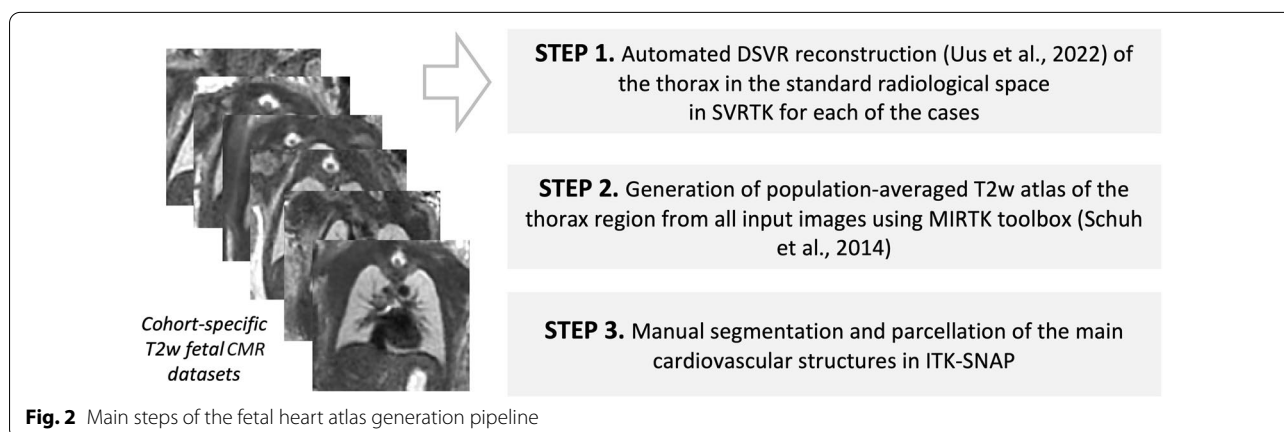 STEP 1. Automated DSVR reconstruction (Uus et al., 2022) of
the thorax in the standard radiological space
in SVRTK for each of the cases
STEP 2. Generation of population-averaged T2w atlas of the
thorax region from all input images using MIRTK toolbox (Schuh
et al., 2014)
STEP 3. Manual segmentation and parcellation of the main
cardiovascular structures in ITK-SNAP
Cohort-specific
T2w fetal CMR
datasets
Fig. 2 Main steps of the fetal heart atlas generation pipeline